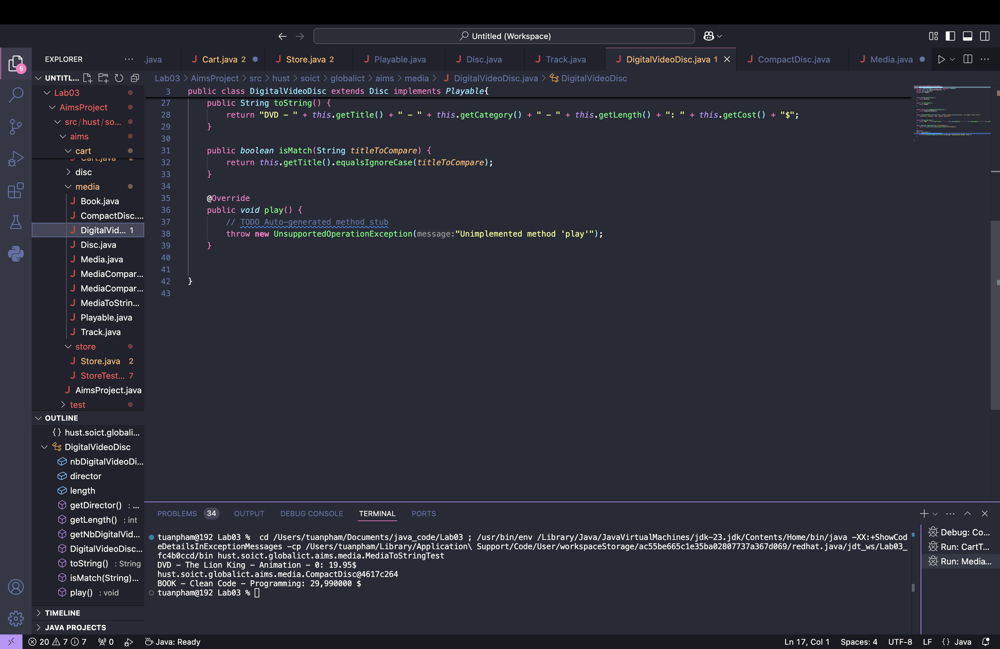 Untitled (Workspace)
EXPLORER
.java
Cart.java 2
Store.java 2
Playable.java
Disc.java
Track.java
DigitalVideoDisc.java 1
CompactDisc.java
Media.java
UNTITL...
Lab03 > AimsProject > src > hust > soict > globalict > aims > media > DigitalVideoDisc.java > DigitalVideoDisc
5
Lab03
AimsProject
src/hust/so...
aims
cart
Cart.java 2
disc
media
Book.java
CompactDisc....
DigitalVid... 1
Disc.java
Media.java
MediaCompar...
MediaCompar...
MediaToStrin...
Playable.java
Track.java
store
Store.java 2
StoreTest... 7
AimsProject.java
test
OUTLINE
{} hust.soict.globali...
DigitalVideoDisc
nbDigitalVideoDi...
director
length
getDirector() : ...
getLength() : int
getNbDigitalVid...
DigitalVideoDisc...
toString() : String
isMatch(String)...
play() : void
TIMELINE
JAVA PROJECTS
3 public class DigitalVideoDisc extends Disc implements Playable{
27 public String toString() {
28 return "DVD - " + this.getTitle() + " - " + this.getCategory() + " - " + this.getLength() + ": " + this.getCost() + "$";
29 }
30
31 public boolean isMatch(String titleToCompare) {
32 return this.getTitle().equalsIgnoreCase(titleToCompare);
33 }
34
35 @Override
36 public void play() {
37 // TODO Auto-generated method stub
38 throw new UnsupportedOperationException(message:"Unimplemented method 'play'");
39 }
40
41
42 }
43
PROBLEMS 34 OUTPUT DEBUG CONSOLE TERMINAL PORTS
tuanpham@192 Lab03 % cd /Users/tuanpham/Documents/java_code/Lab03 ; /usr/bin/env /Library/Java/JavaVirtualMachines/jdk-23.jdk/Contents/Home/bin/java -XX:+ShowCod
eDetailsInExceptionMessages -cp /Users/tuanpham/Library/Application\ Support/Code/User/workspaceStorage/ac55be665c1e35ba02807737a367d069/redhat.java/jdt_ws/Lab03_
fc4b0ccd/bin hust.soict.globalict.aims.media.MediaToStringTest
DVD - The Lion King - Animation - 0: 19.95$
hust.soict.globalict.aims.media.CompactDisc@4617c264
BOOK - Clean Code - Programming: 29,990000 $
tuanpham@192 Lab03 %
Debug: Co...
Run: CartT...
Run: Media...
20 7 7 0 Java: Ready
Ln 17, Col 1 Spaces: 4 UTF-8 LF {} Java